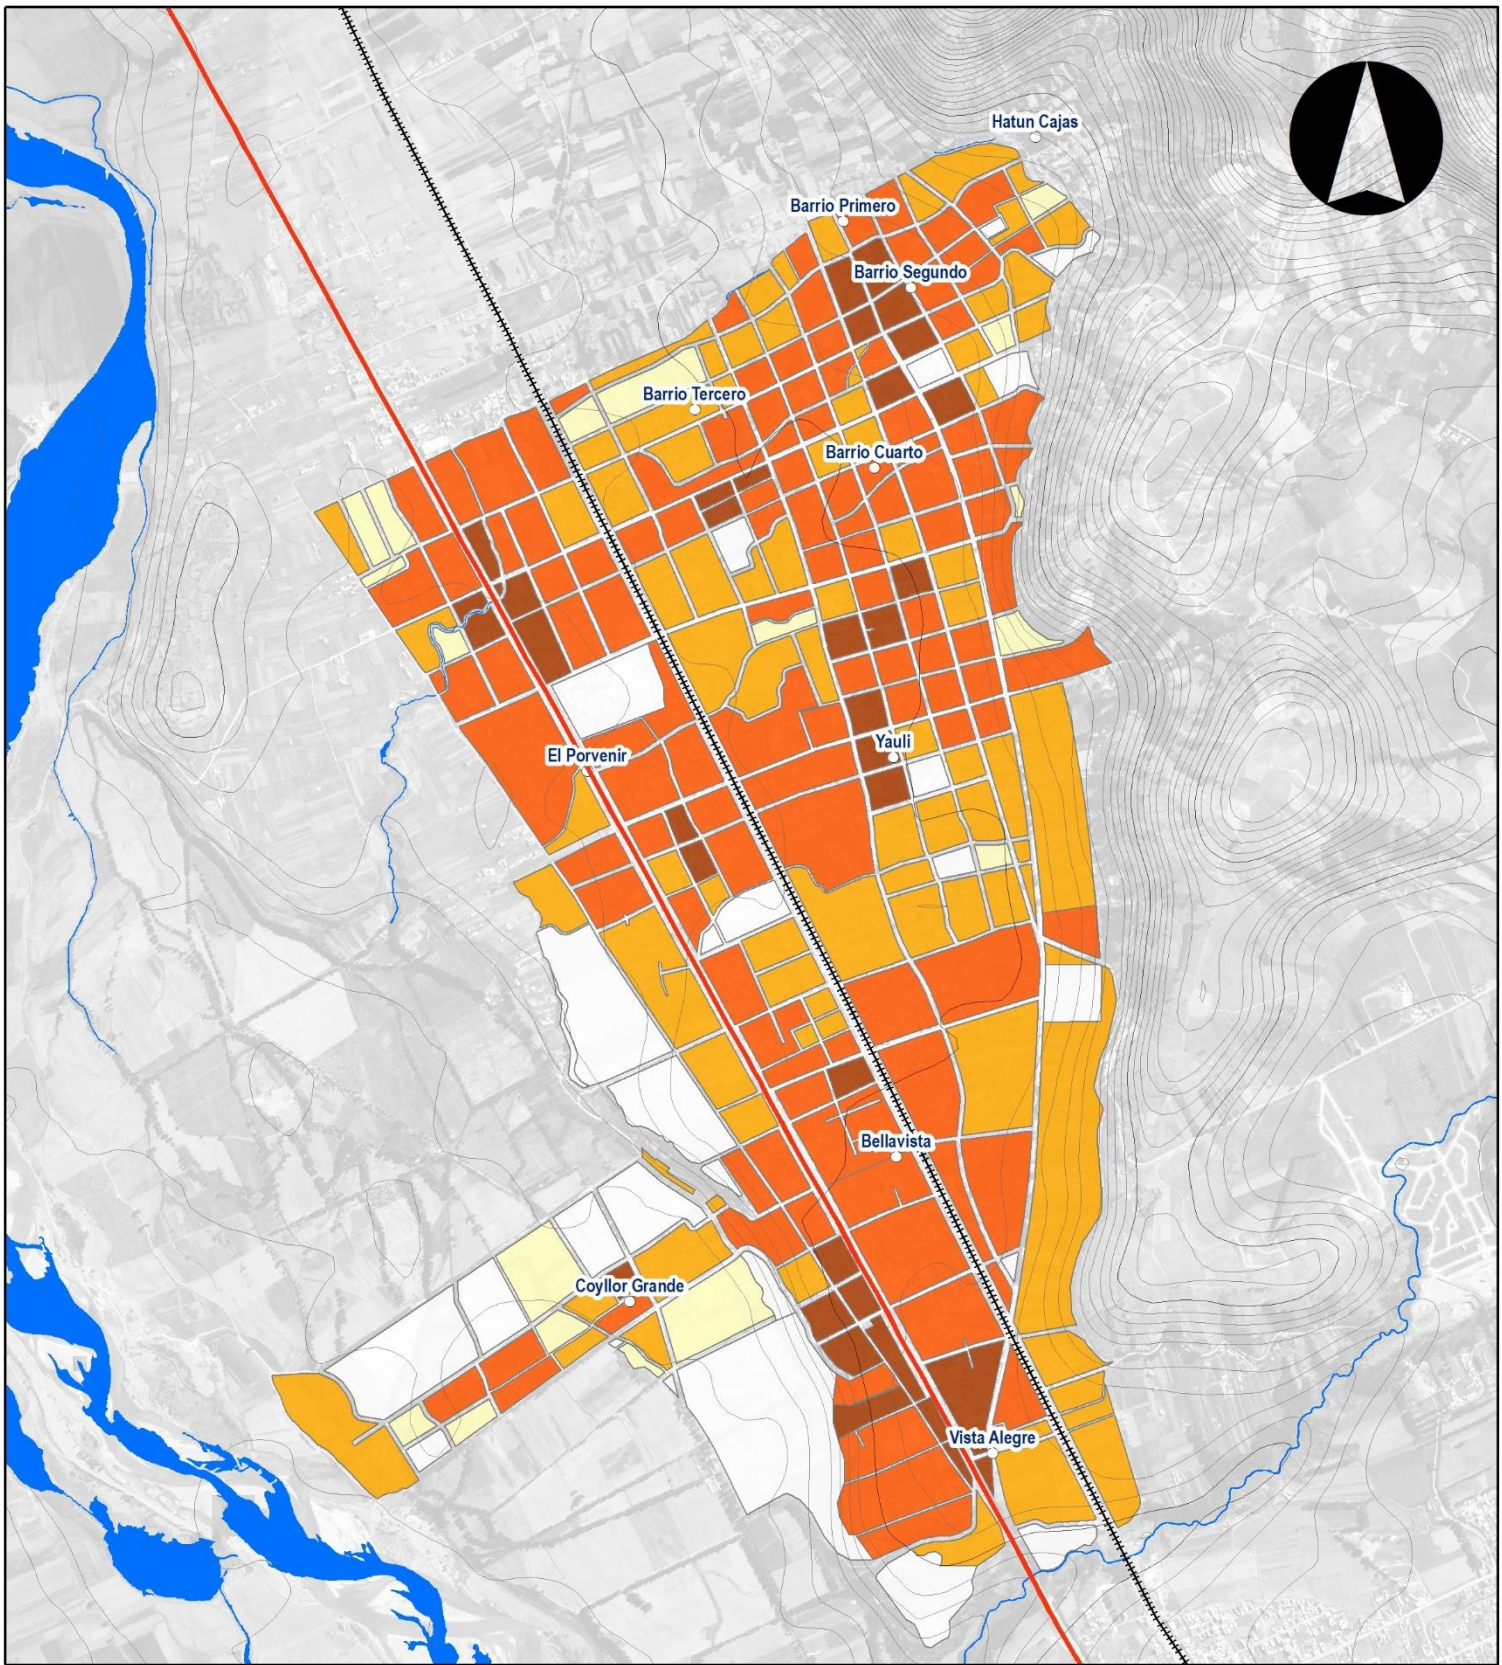 Hatun Cajas
Barrio Primero
Barrio Segundo
Barrio Tercero
Barrio Cuarto
Yauli
El Porvenir
Bellavista
Coyllor Grande
Vista Alegre